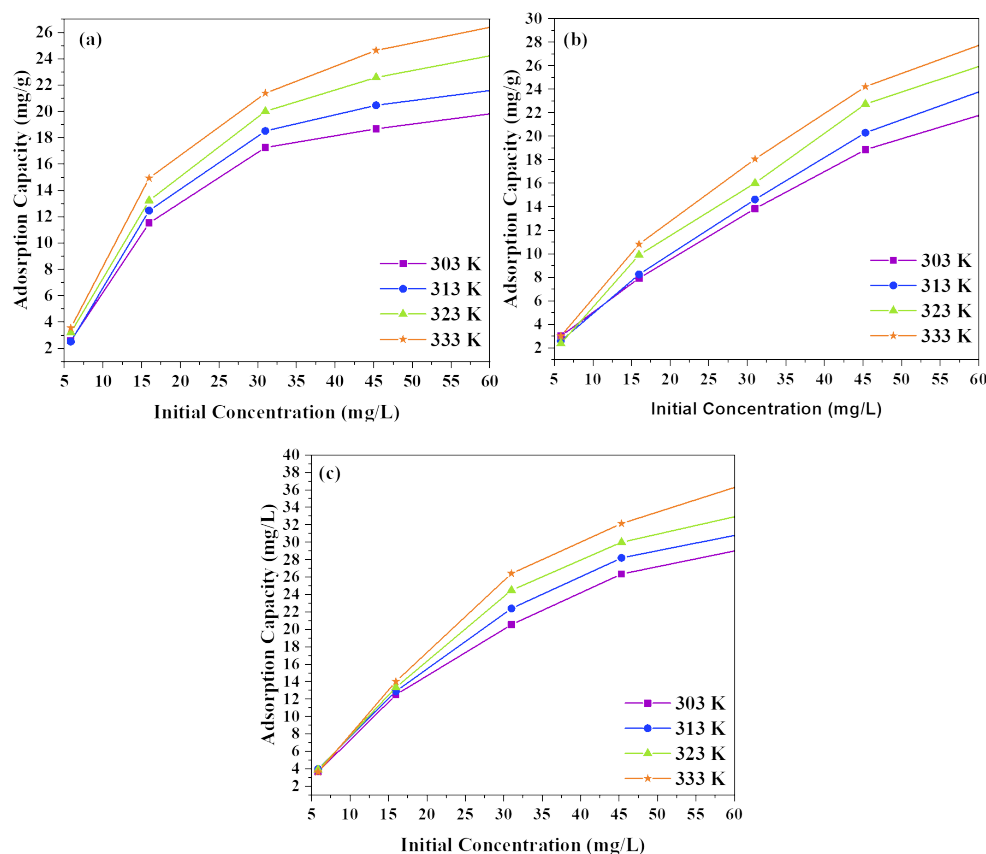 (a)
26
24
22
20
18
16
14
12
10
8
6
4
2
Adosrption Capacity (mg/g)
303 K
313 K
323 K
333 K
5 10 15 20 25 30 35 40 45 50 55 60
Initial Concentration (mg/L)
(b)
30
28
26
24
22
20
18
16
14
12
10
8
6
4
2
Adsorption Capacity (mg/g)
303 K
313 K
323 K
333 K
5 10 15 20 25 30 35 40 45 50 55 60
Initial Concentration (mg/L)
(c)
40
38
36
34
32
30
28
26
24
22
20
18
16
14
12
10
8
6
4
2
Adsorption Capacity (mg/L)
303 K
313 K
323 K
333 K
5 10 15 20 25 30 35 40 45 50 55 60
Initial Concentration (mg/L)